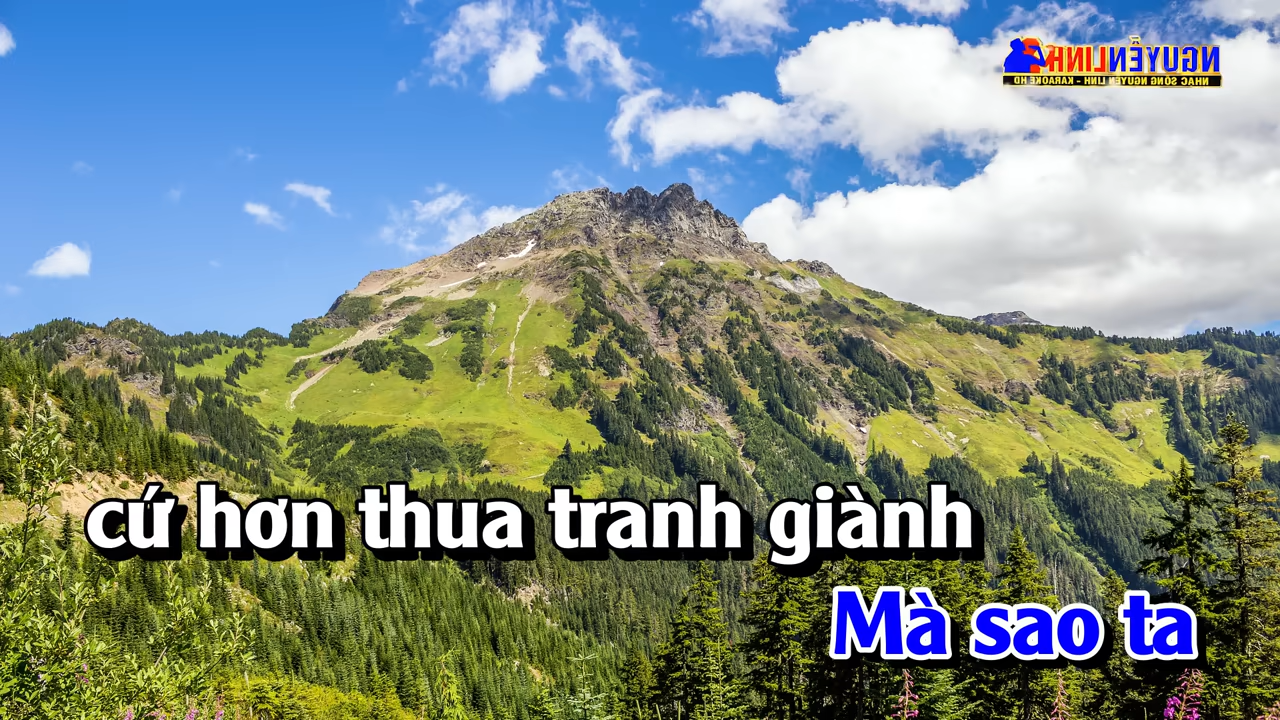 NGUYỄN LINH
NHẠC SỐNG NGUYỄN LINH - KARAOKE HD
cứ hơn thua tranh giành
Mà sao ta